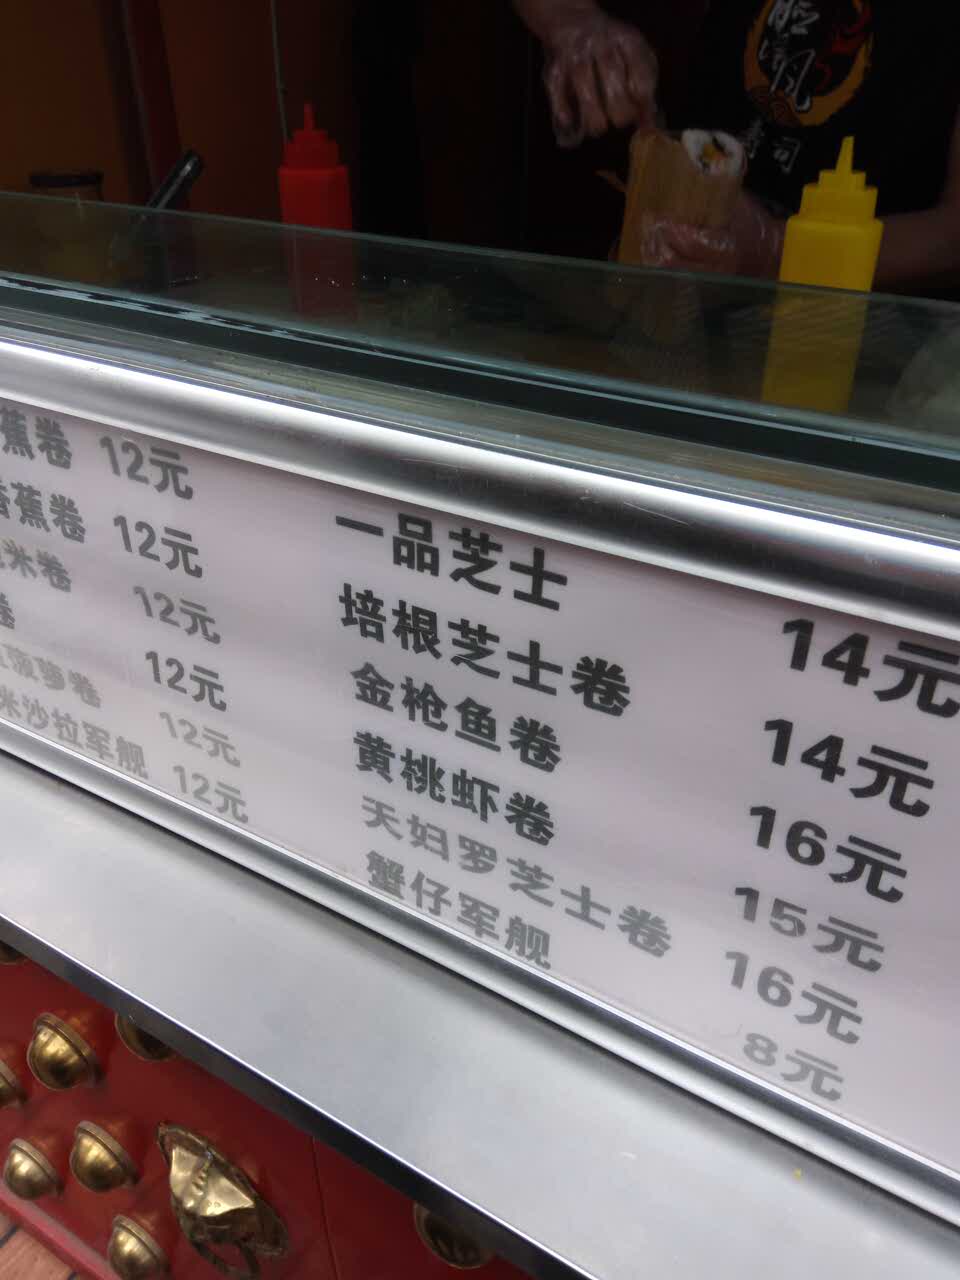 寿司
蕉卷 12元
香蕉卷 12元
米卷 12元
卷 12元
菠萝卷 12元
米沙拉军舰 12元
一品芝士 14元
培根芝士卷 14元
金枪鱼卷 16元
黄桃虾卷 15元
天妇罗芝士卷 16元
蟹仔军舰 8元